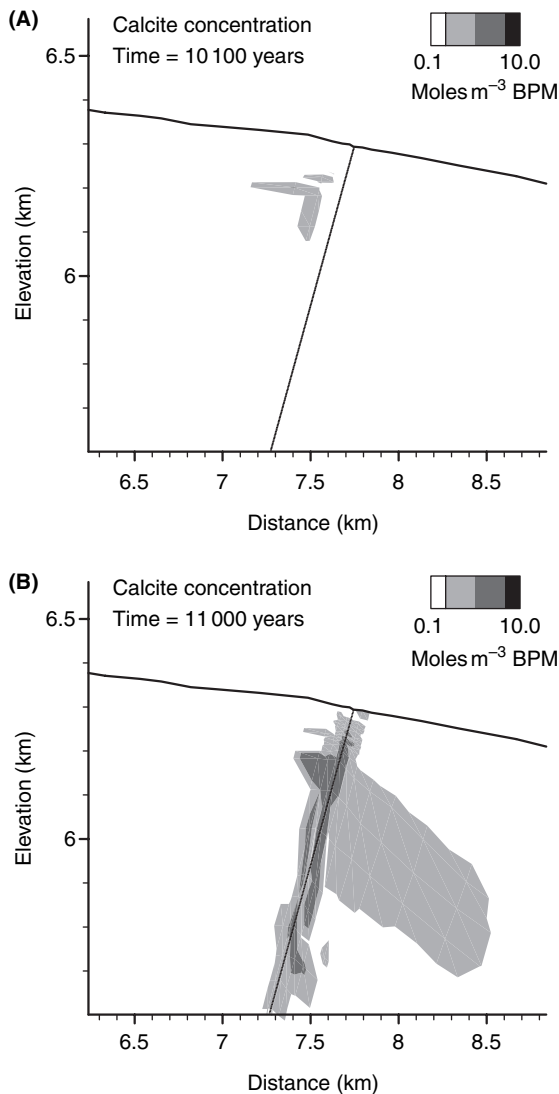 (A)
Calcite concentration
Time = 10 100 years
0.1 10.0
Moles m⁻³ BPM
6.5
6
Elevation (km)
6.5 7 7.5 8 8.5
Distance (km)
(B)
Calcite concentration
Time = 11 000 years
0.1 10.0
Moles m⁻³ BPM
6.5
6
Elevation (km)
6.5 7 7.5 8 8.5
Distance (km)